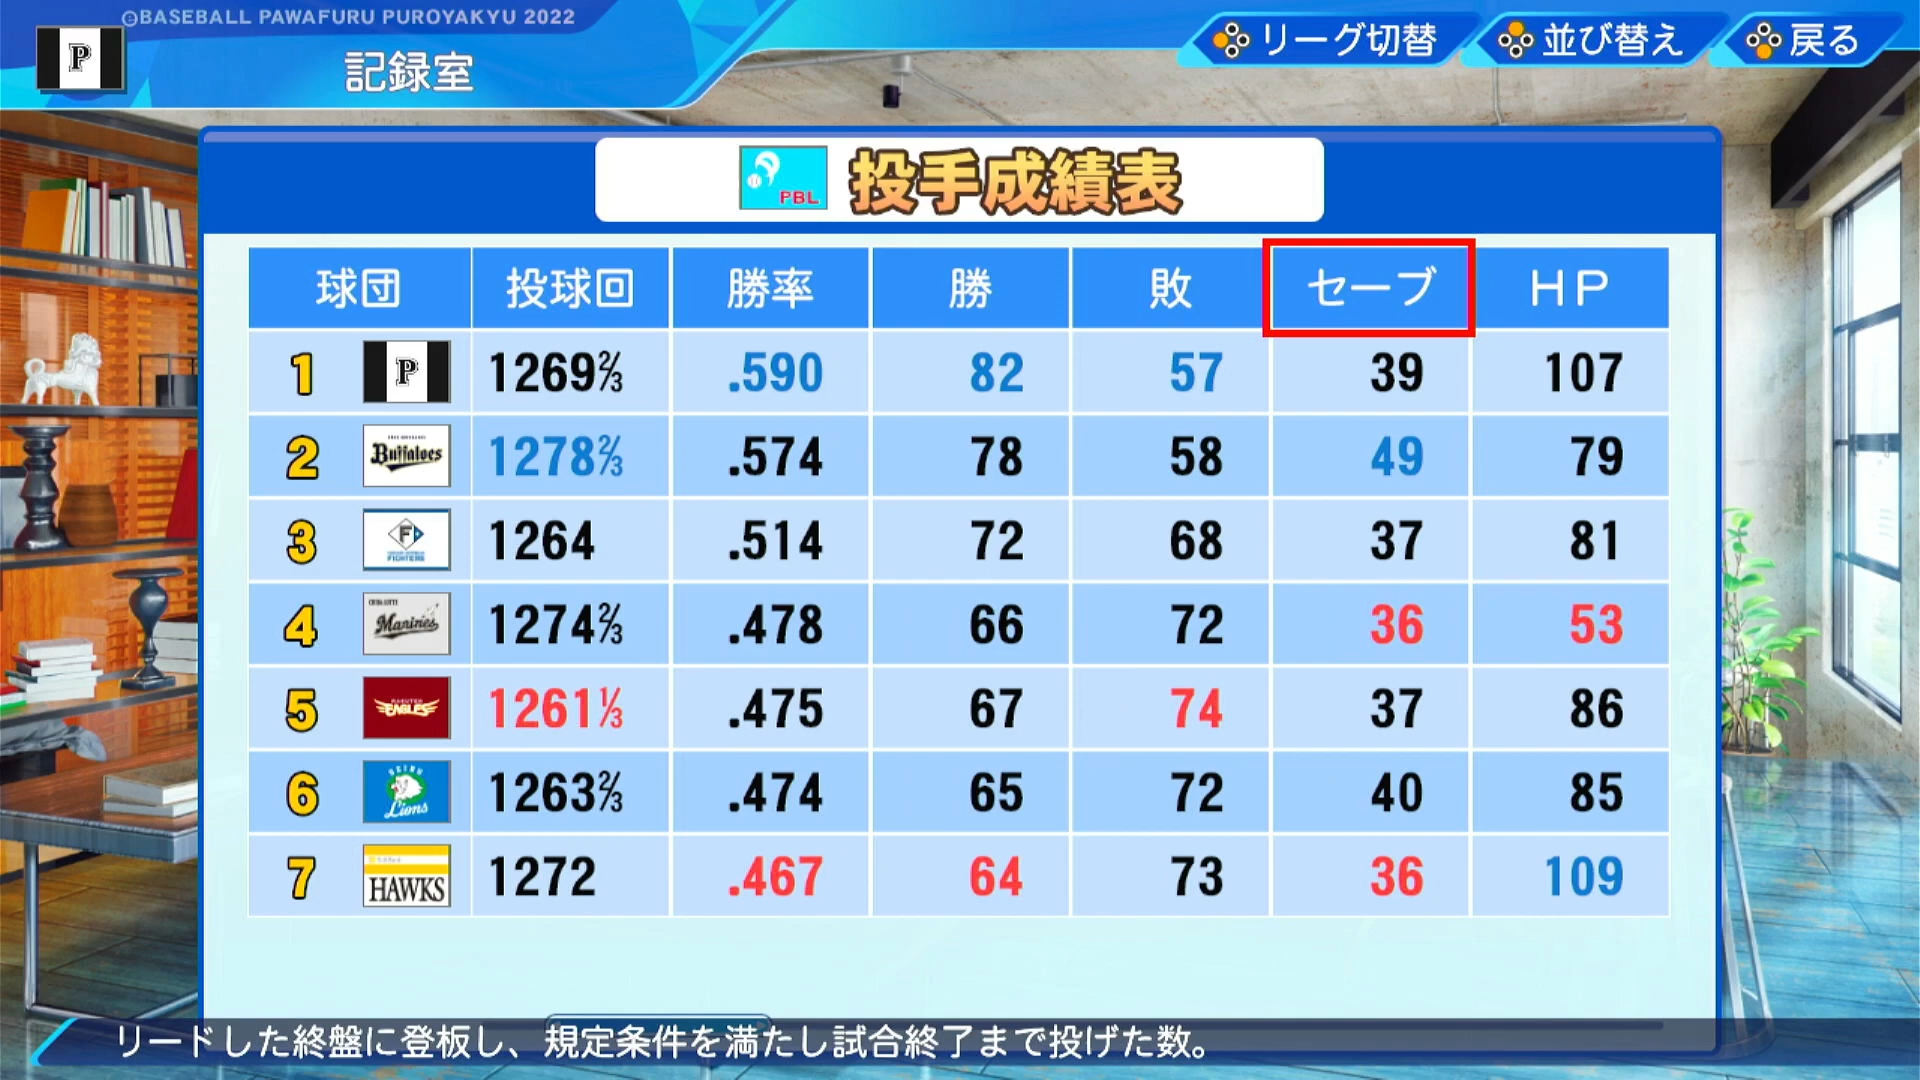 ©BASEBALL PAWAFURU PUROYAKYU 2022
P
記録室
リーグ切替
並び替え
戻る
PBL 投手成績表
球団 投球回 勝率 勝 敗 セーブ HP
1 P 1269⅔ .590 82 57 39 107
2 Buffaloes 1278⅔ .574 78 58 49 79
3 F FIGHTERS 1264 .514 72 68 37 81
4 Marines 1274⅔ .478 66 72 36 53
5 EAGLES 1261⅓ .475 67 74 37 86
6 SEIBU Lions 1263⅔ .474 65 72 40 85
7 HAWKS 1272 .467 64 73 36 109
リードした終盤に登板し、規定条件を満たし試合終了まで投げた数。